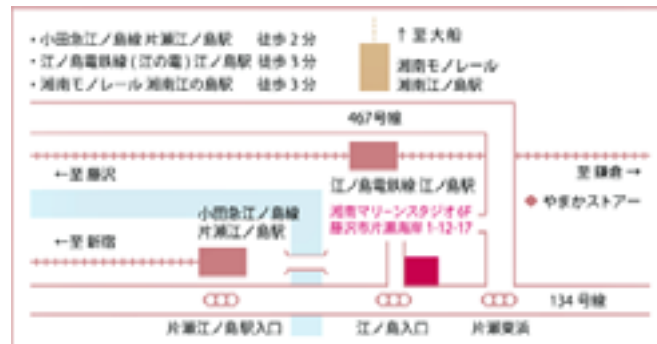 ・小田急江ノ島線 片瀬江ノ島駅 徒歩2分
・江ノ島電鉄線(江の電)江ノ島駅 徒歩3分
・湘南モノレール 湘南江の島駅 徒歩3分
↑至大船
湘南モノレール
湘南江ノ島駅
467号線
←至藤沢
至鎌倉→
江ノ島電鉄線 江ノ島駅
やまかストアー
湘南マリーンスタジオ6F
藤沢市片瀬海岸 1-12-17
小田急江ノ島線
片瀬江ノ島駅
←至新宿
134号線
片瀬江ノ島駅入口
江ノ島入口
片瀬東浜